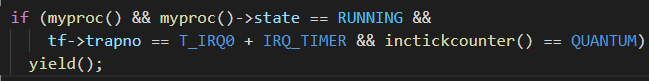 if (myproc() && myproc()->state == RUNNING &&
tf->trapno == T_IRQ0 + IRQ_TIMER && inctickcounter() == QUANTUM)
yield();